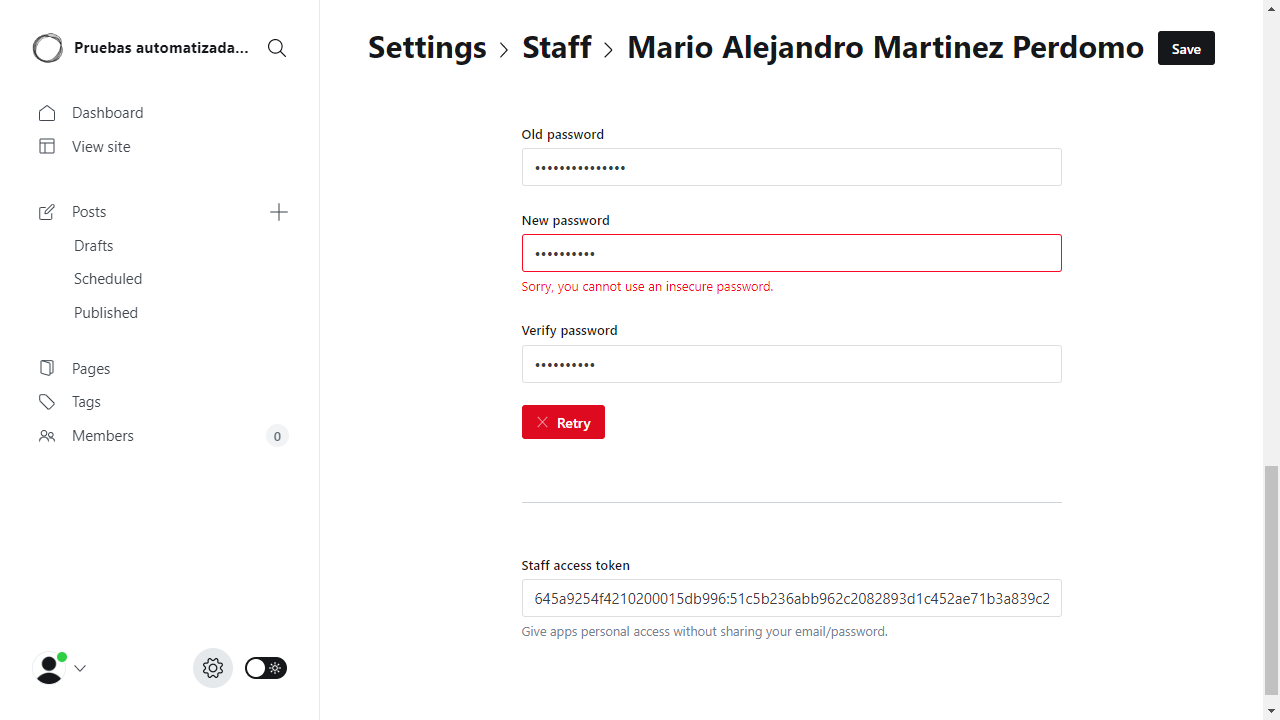 Pruebas automatizada...
Settings > Staff > Mario Alejandro Martinez Perdomo
Save
Dashboard
View site
Posts
Drafts
Scheduled
Published
Pages
Tags
Members
0
Old password
•••••••••••••••
New password
••••••••••
Sorry, you cannot use an insecure password.
Verify password
••••••••••
Retry
Staff access token
645a9254f4210200015db996:51c5b236abb962c2082893d1c452ae71b3a839c2
Give apps personal access without sharing your email/password.